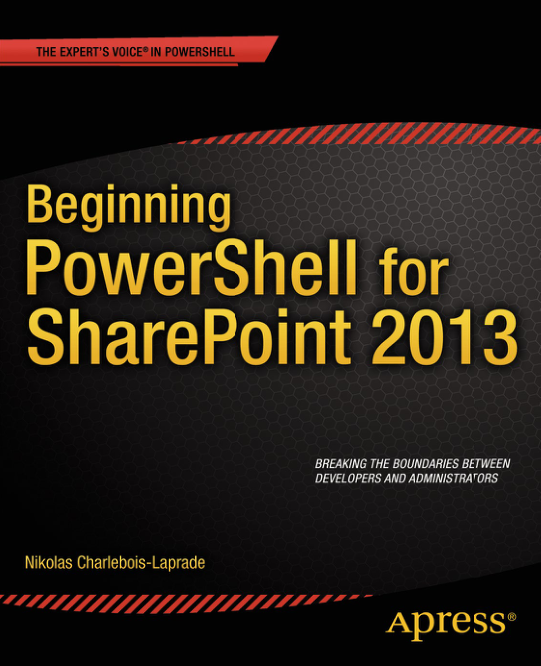 THE EXPERT'S VOICE® IN POWERSHELL
Beginning
PowerShell for
SharePoint 2013
BREAKING THE BOUNDARIES BETWEEN
DEVELOPERS AND ADMINISTRATORS
Nikolas Charlebois-Laprade
Apress®